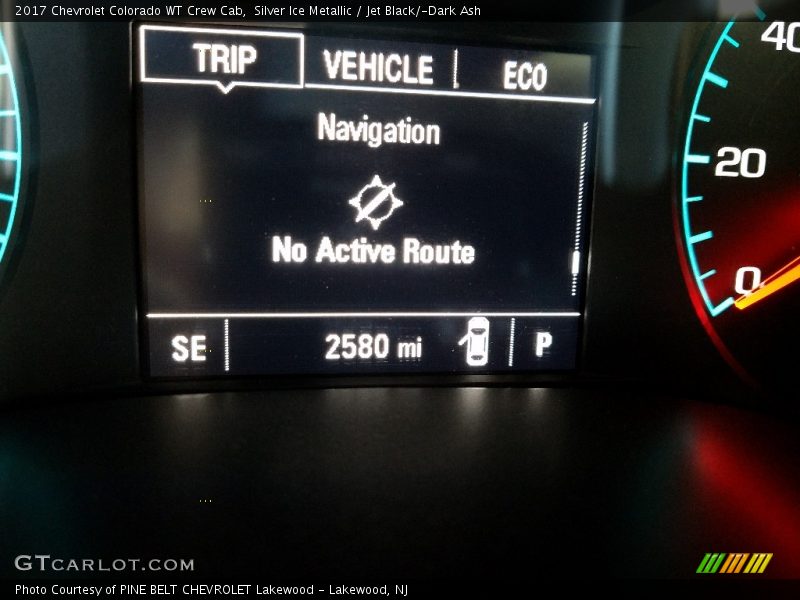 2017 Chevrolet Colorado WT Crew Cab,  Silver Ice Metallic / Jet Black/­Dark Ash
TRIP VEHICLE ECO
40
Navigation
20
No Active Route
0
SE 2580 mi P
GTCARLOT.COM
Photo Courtesy of PINE BELT CHEVROLET Lakewood - Lakewood, NJ